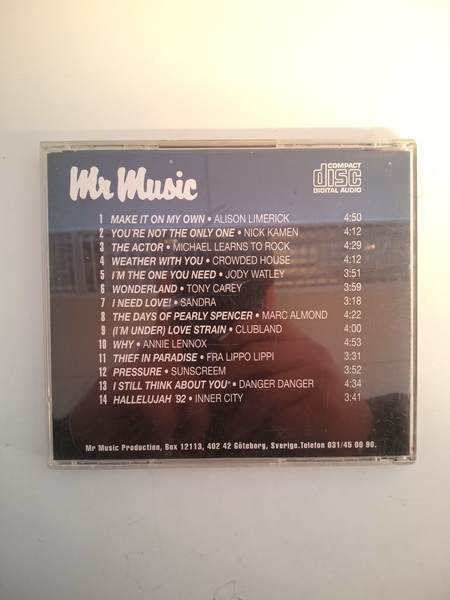 Mr Music
COMPACT
disc
DIGITAL AUDIO
1 MAKE IT ON MY OWN • ALISON LIMERICK 4:50
2 YOU'RE NOT THE ONLY ONE • NICK KAMEN 4:12
3 THE ACTOR • MICHAEL LEARNS TO ROCK 4:29
4 WEATHER WITH YOU • CROWDED HOUSE 4:12
5 I'M THE ONE YOU NEED • JODY WATLEY 3:51
6 WONDERLAND • TONY CAREY 3:59
7 I NEED LOVE! • SANDRA 3:18
8 THE DAYS OF PEARLY SPENCER • MARC ALMOND 4:22
9 (I'M UNDER) LOVE STRAIN • CLUBLAND 4:00
10 WHY • ANNIE LENNOX 4:53
11 THIEF IN PARADISE • FRA LIPPO LIPPI 3:31
12 PRESSURE • SUNSCREEM 3:52
13 I STILL THINK ABOUT YOU • DANGER DANGER 4:34
14 HALLELUJAH '92 • INNER CITY 3:41
Mr Music Production, Box 12113, 402 42 Göteborg, Sverige.Telefon 031/45 00 90.